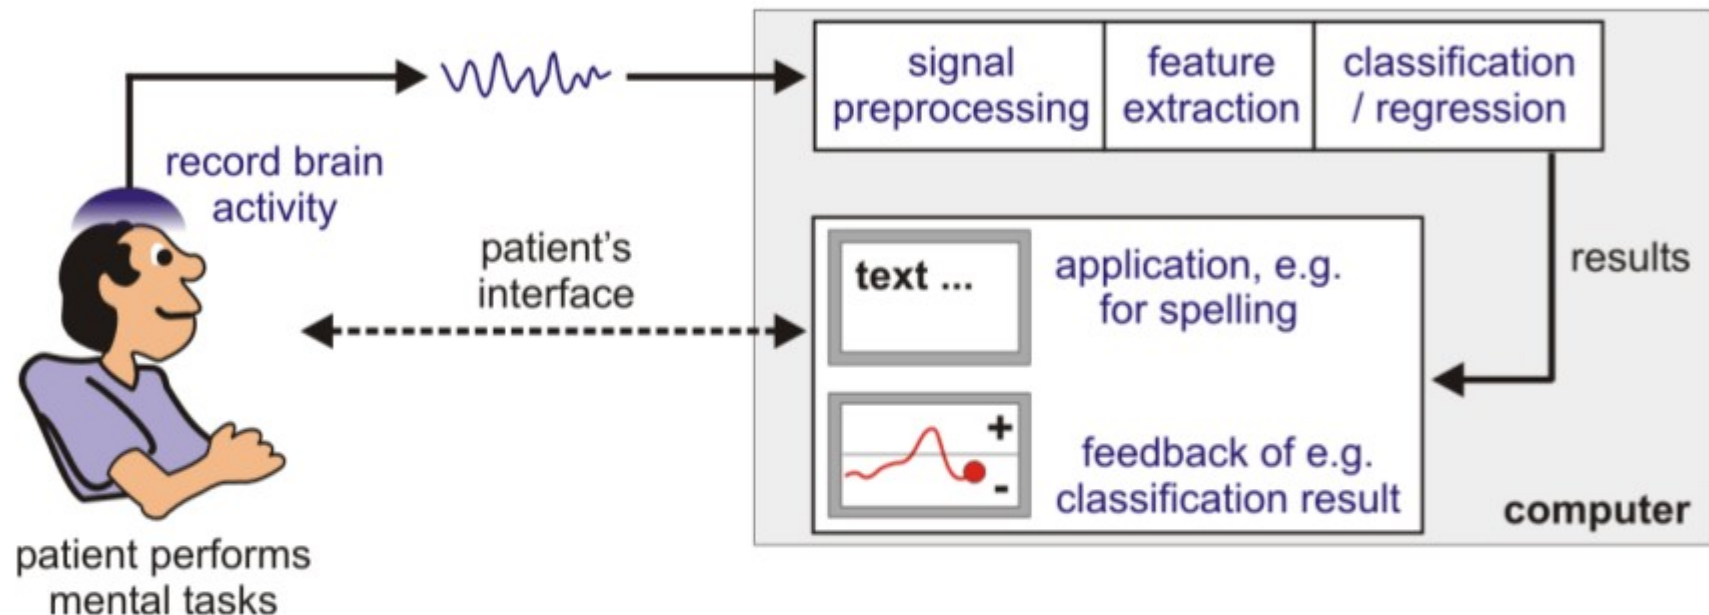 signal
preprocessing
feature
extraction
classification
/ regression
record brain
activity
patient's
interface
text ...
application, e.g.
for spelling
results
+
-
feedback of e.g.
classification result
computer
patient performs
mental tasks